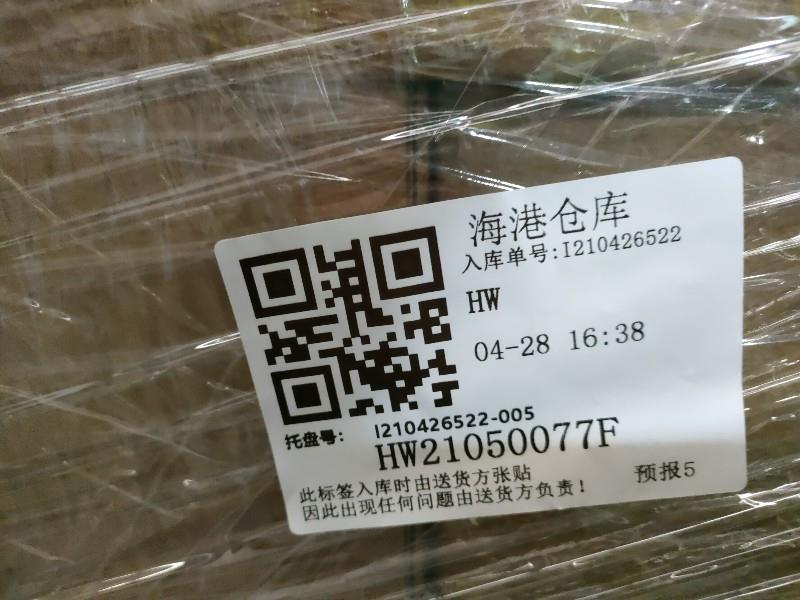 海港仓库
入库单号:I210426522
HW
04-28 16:38
托盘号: I210426522-005
HW21050077F
预报5
此标签入库时由送货方张贴
因此出现任何问题由送货方负责!